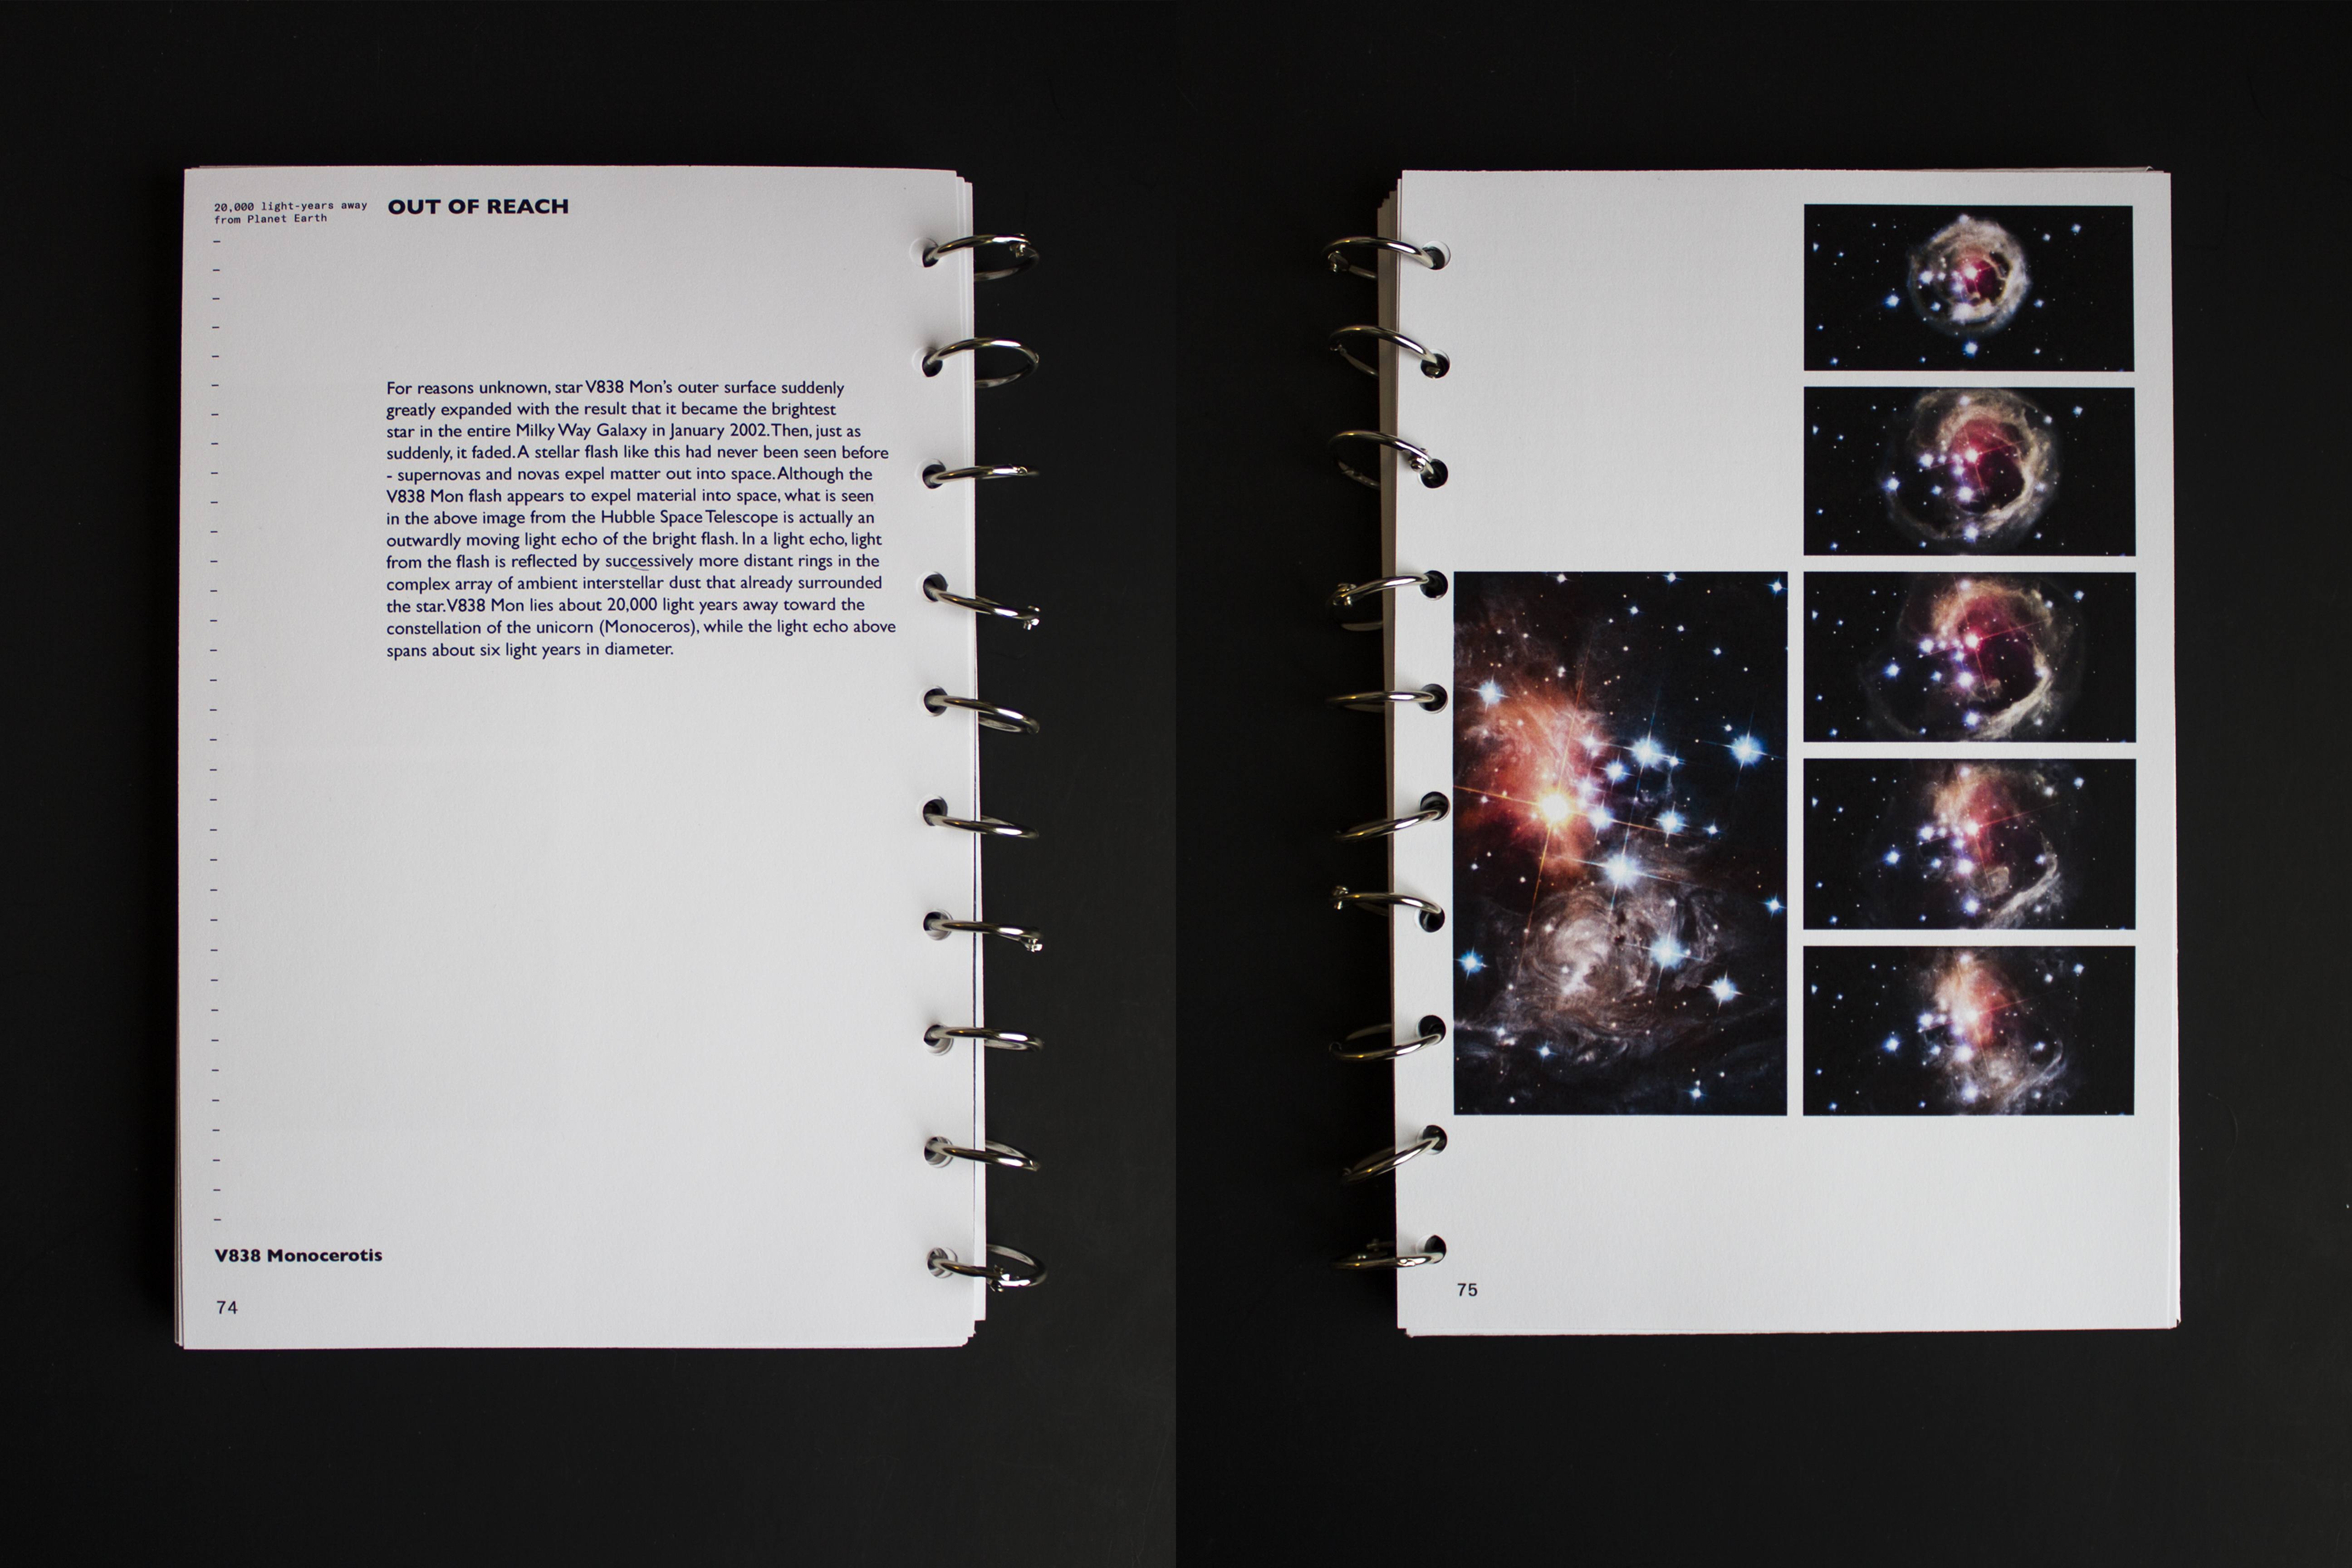 20,000 light-years away
from Planet Earth
OUT OF REACH
For reasons unknown, star V838 Mon's outer surface suddenly
greatly expanded with the result that it became the brightest
star in the entire Milky Way Galaxy in January 2002. Then, just as
suddenly, it faded. A stellar flash like this had never been seen before
- supernovas and novas expel matter out into space. Although the
V838 Mon flash appears to expel material into space, what is seen
in the above image from the Hubble Space Telescope is actually an
outwardly moving light echo of the bright flash. In a light echo, light
from the flash is reflected by successively more distant rings in the
complex array of ambient interstellar dust that already surrounded
the star. V838 Mon lies about 20,000 light years away toward the
constellation of the unicorn (Monoceros), while the light echo above
spans about six light years in diameter.
V838 Monocerotis
74
75